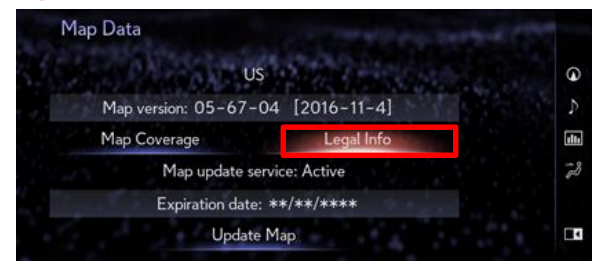 Map Data
US
Map version: 05-67-04 [2016-11-4]
Map Coverage Legal Info
Map update service: Active
Expiration date: **/**/****
Update Map